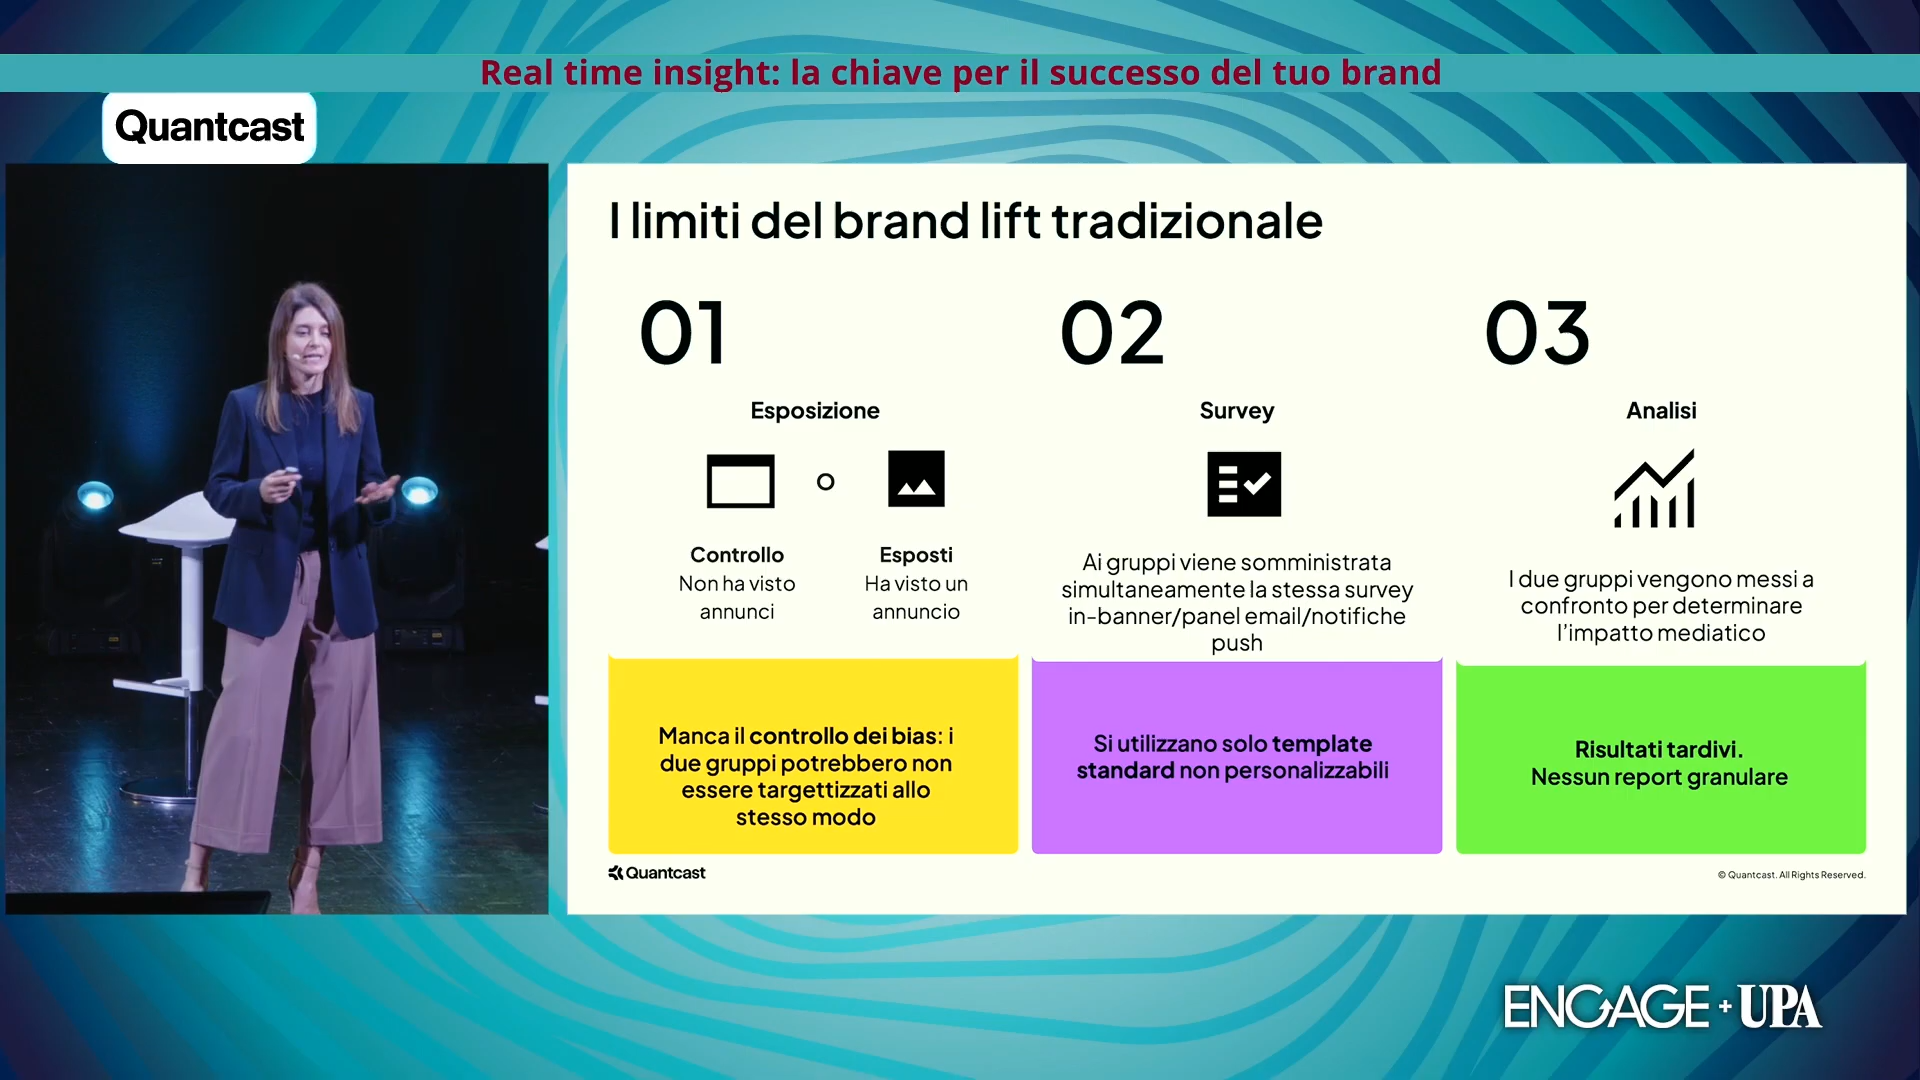 Real time insight: la chiave per il successo del tuo brand
Quantcast
I limiti del brand lift tradizionale
01
02
03
Esposizione
Survey
Analisi
o
Controllo
Non ha visto
annunci
Esposti
Ha visto un
annuncio
Ai gruppi viene somministrata
simultaneamente la stessa survey
in-banner/panel email/notifiche
push
I due gruppi vengono messi a
confronto per determinare
l'impatto mediatico
Manca il controllo dei bias: i
due gruppi potrebbero non
essere targettizzati allo
stesso modo
Si utilizzano solo template
standard non personalizzabili
Risultati tardivi.
Nessun report granulare
Quantcast
© Quantcast. All Rights Reserved.
ENGAGE + UPA